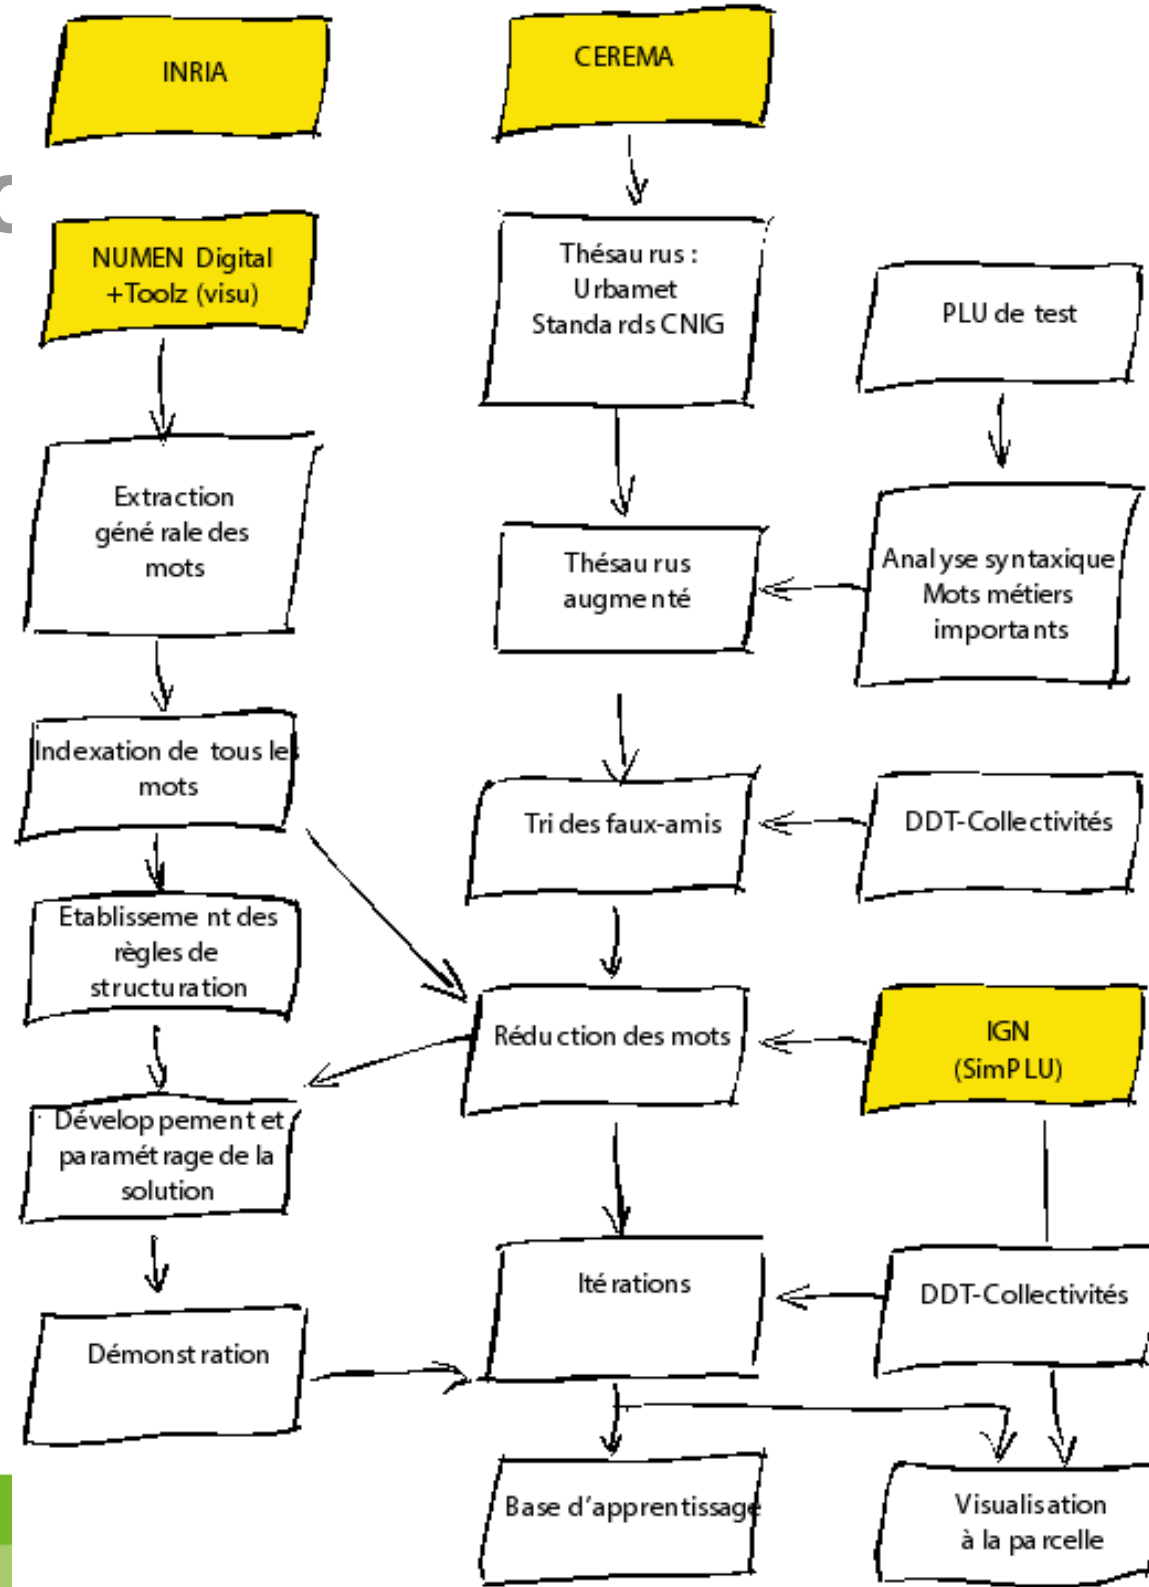 INRIA
CEREMA
NUMEN Digital
+Toolz (visu)
Thésaurus :
Urbamet
Standards CNIG
PLU de test
Extraction
générale des
mots
Thésaurus
augmenté
Analyse syntaxique
Mots métiers
importants
Indexation de tous les
mots
Tri des faux-amis
DDT-Collectivités
Etablissement des
règles de
structuration
Réduction des mots
IGN
(SimPLU)
Développement et
paramétrage de la
solution
Itérations
DDT-Collectivités
Démonstration
Base d'apprentissage
Visualisation
à la parcelle